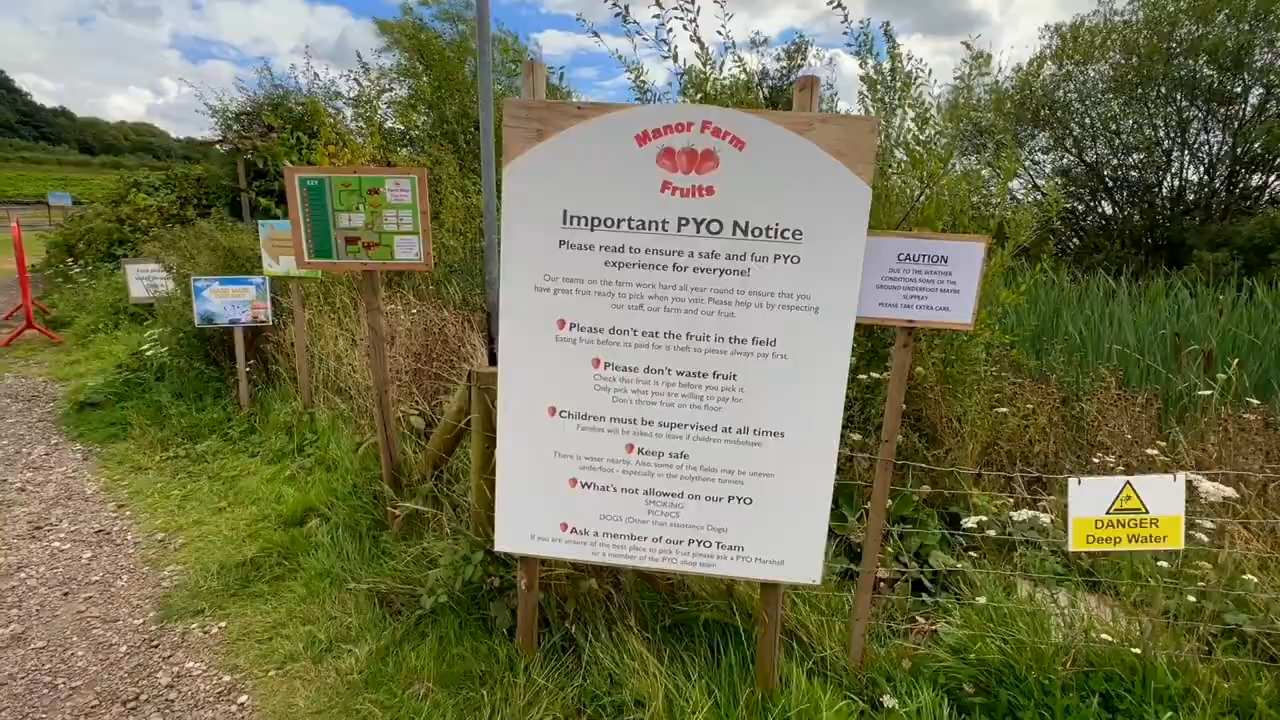 Manor Farm
Fruits
Important PYO Notice
Please read to ensure a safe and fun PYO
experience for everyone!
Our teams on the farm work hard all year round to ensure that you
have great fruit ready to pick when you visit. Please help us by respecting
our staff, our farm and our fruit.
Please don't eat the fruit in the field
Eating fruit before its paid for is theft so please always pay first.
Please don't waste fruit
Check that fruit is ripe before you pick it.
Only pick what you are willing to pay for.
Don't throw fruit on the floor.
Children must be supervised at all times
Families will be asked to leave if children misbehave
Keep safe
There is water nearby. Also, some of the fields may be uneven
underfoot - especially in the polythene tunnels
What's not allowed on our PYO
SMOKING
PICNICS
DOGS (Other than assistance Dogs)
Ask a member of our PYO Team
If you are unsure of the best place to pick fruit please ask a PYO Marshall
or a member of the PYO shop team
CAUTION
DUE TO THE WEATHER
CONDITIONS SOME OF THE
GROUND UNDERFOOT MAYBE
SLIPPERY
PLEASE TAKE EXTRA CARE.
DANGER
Deep Water
KEY
Farm Map